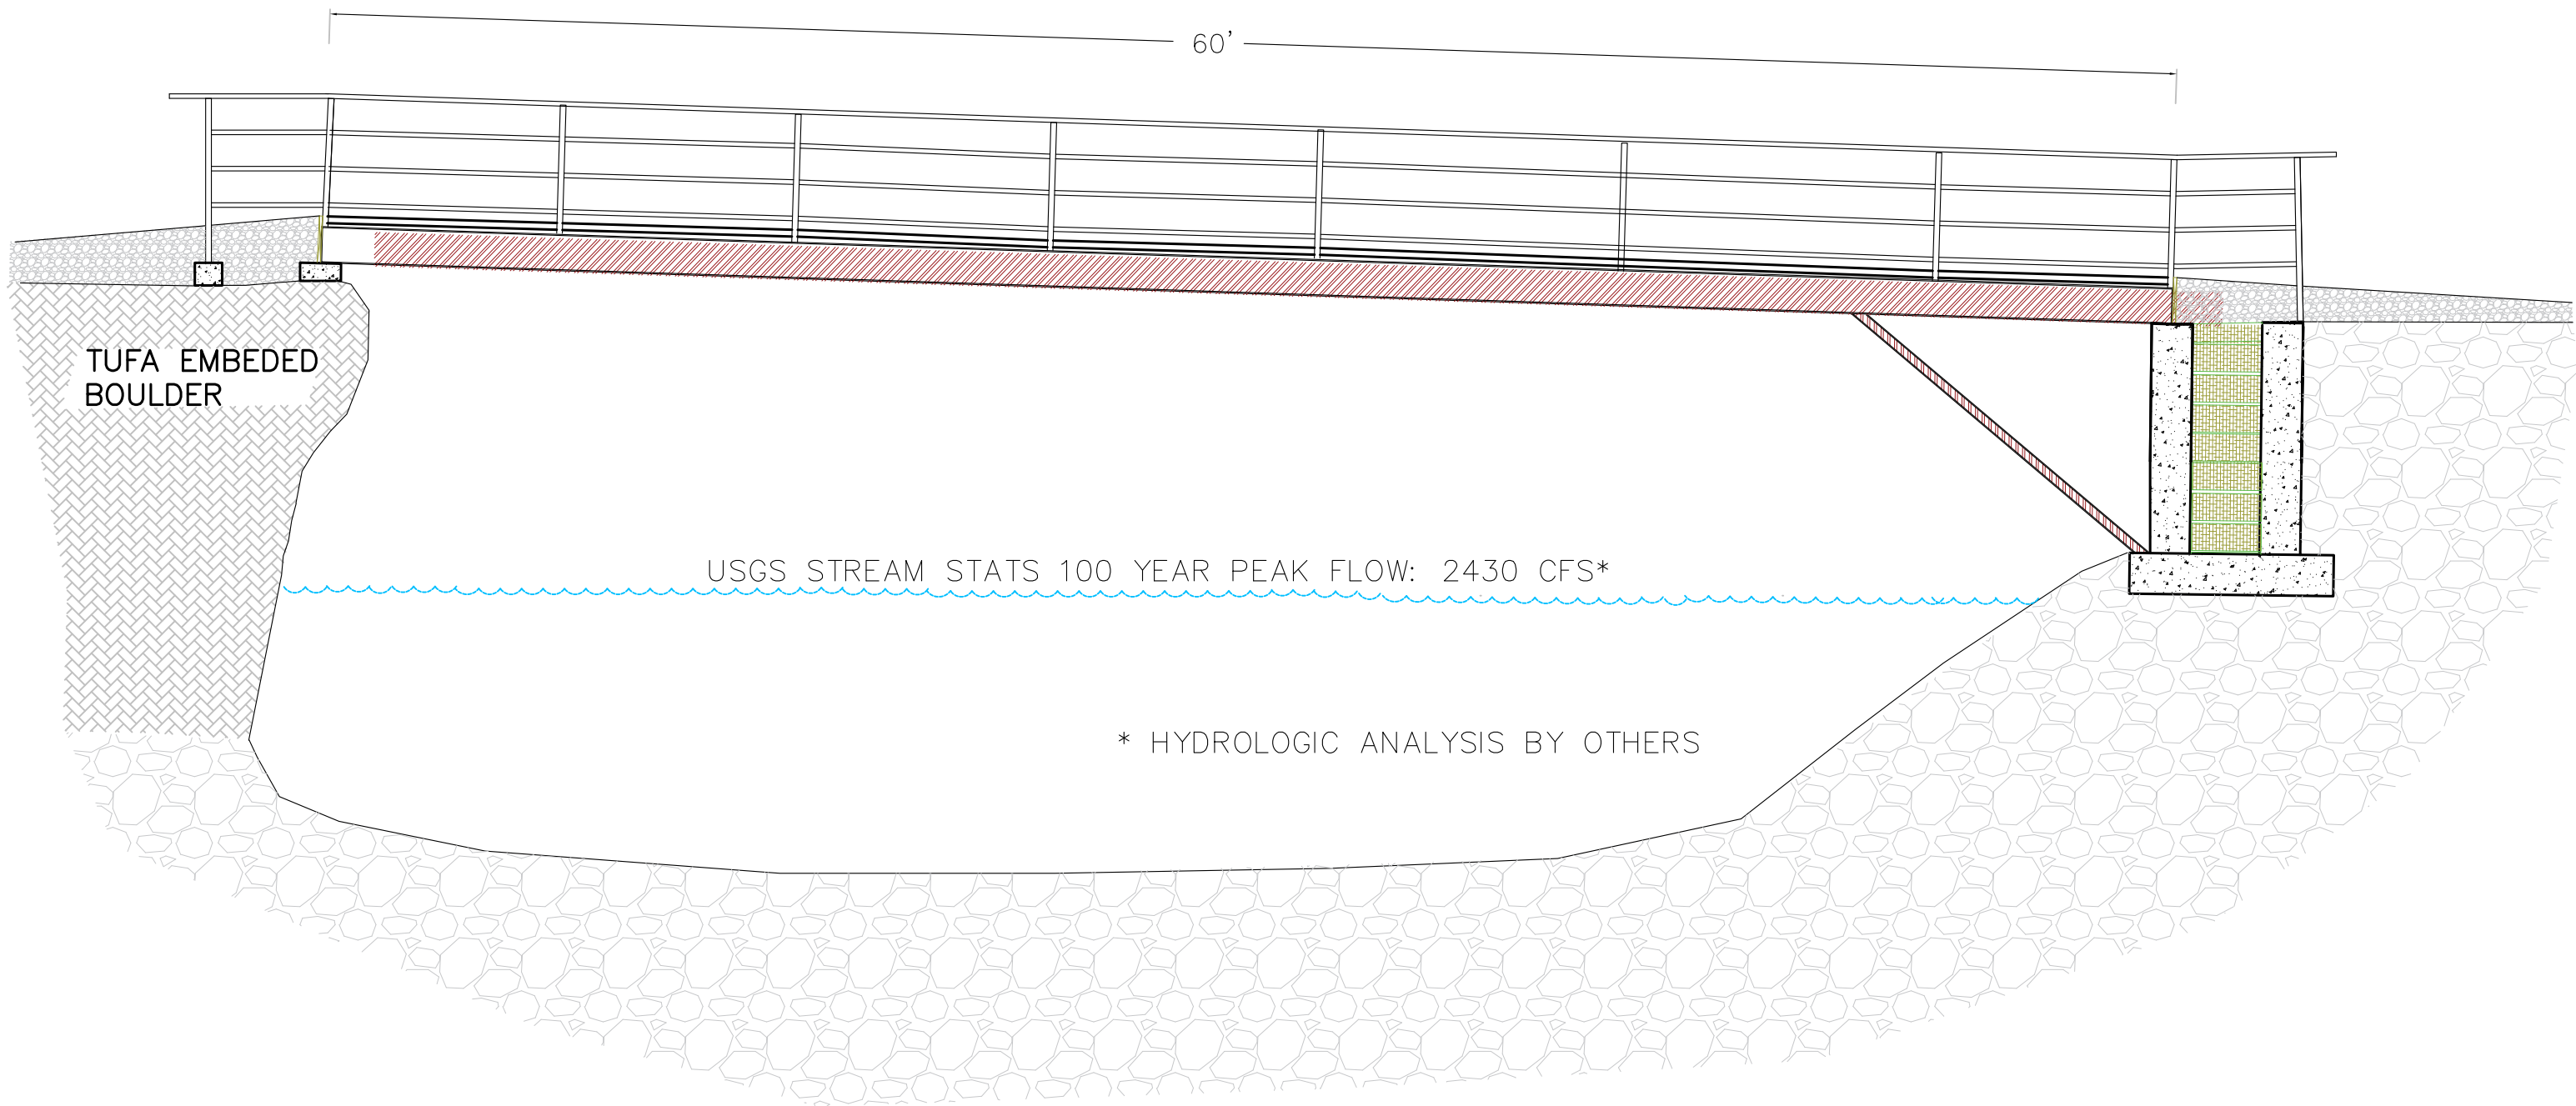 60'
TUFA EMBEDED
BOULDER
USGS STREAM STATS 100 YEAR PEAK FLOW: 2430 CFS*
* HYDROLOGIC ANALYSIS BY OTHERS